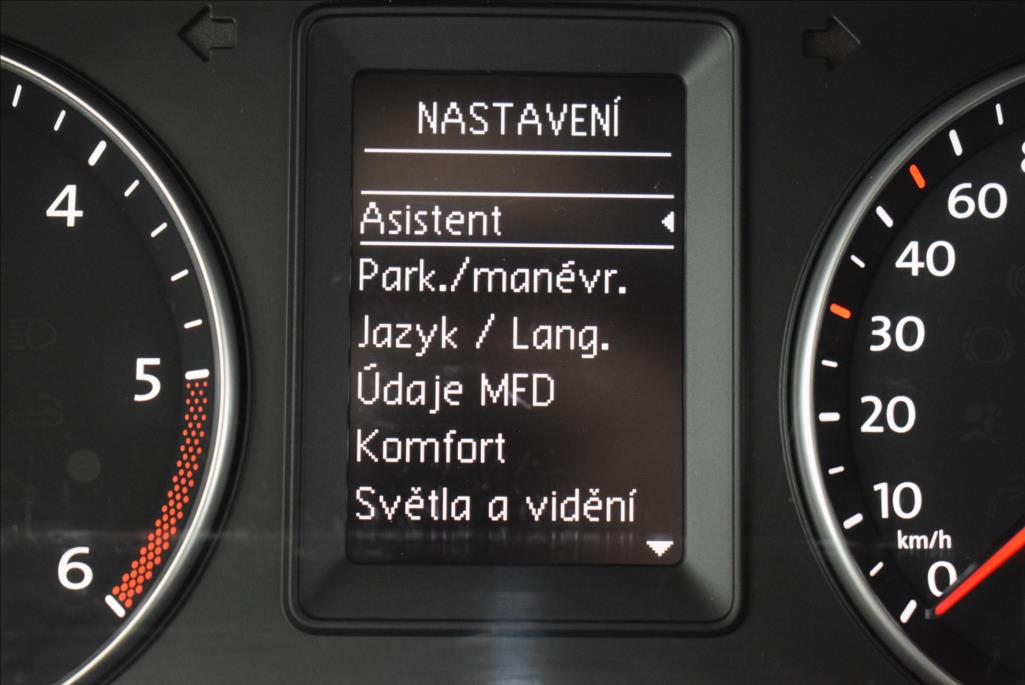 NASTAVENÍ
Asistent
Park./manévr.
Jazyk / Lang.
Údaje MFD
Komfort
Světla a vidění
4
5
6
60
40
30
20
10
km/h
0